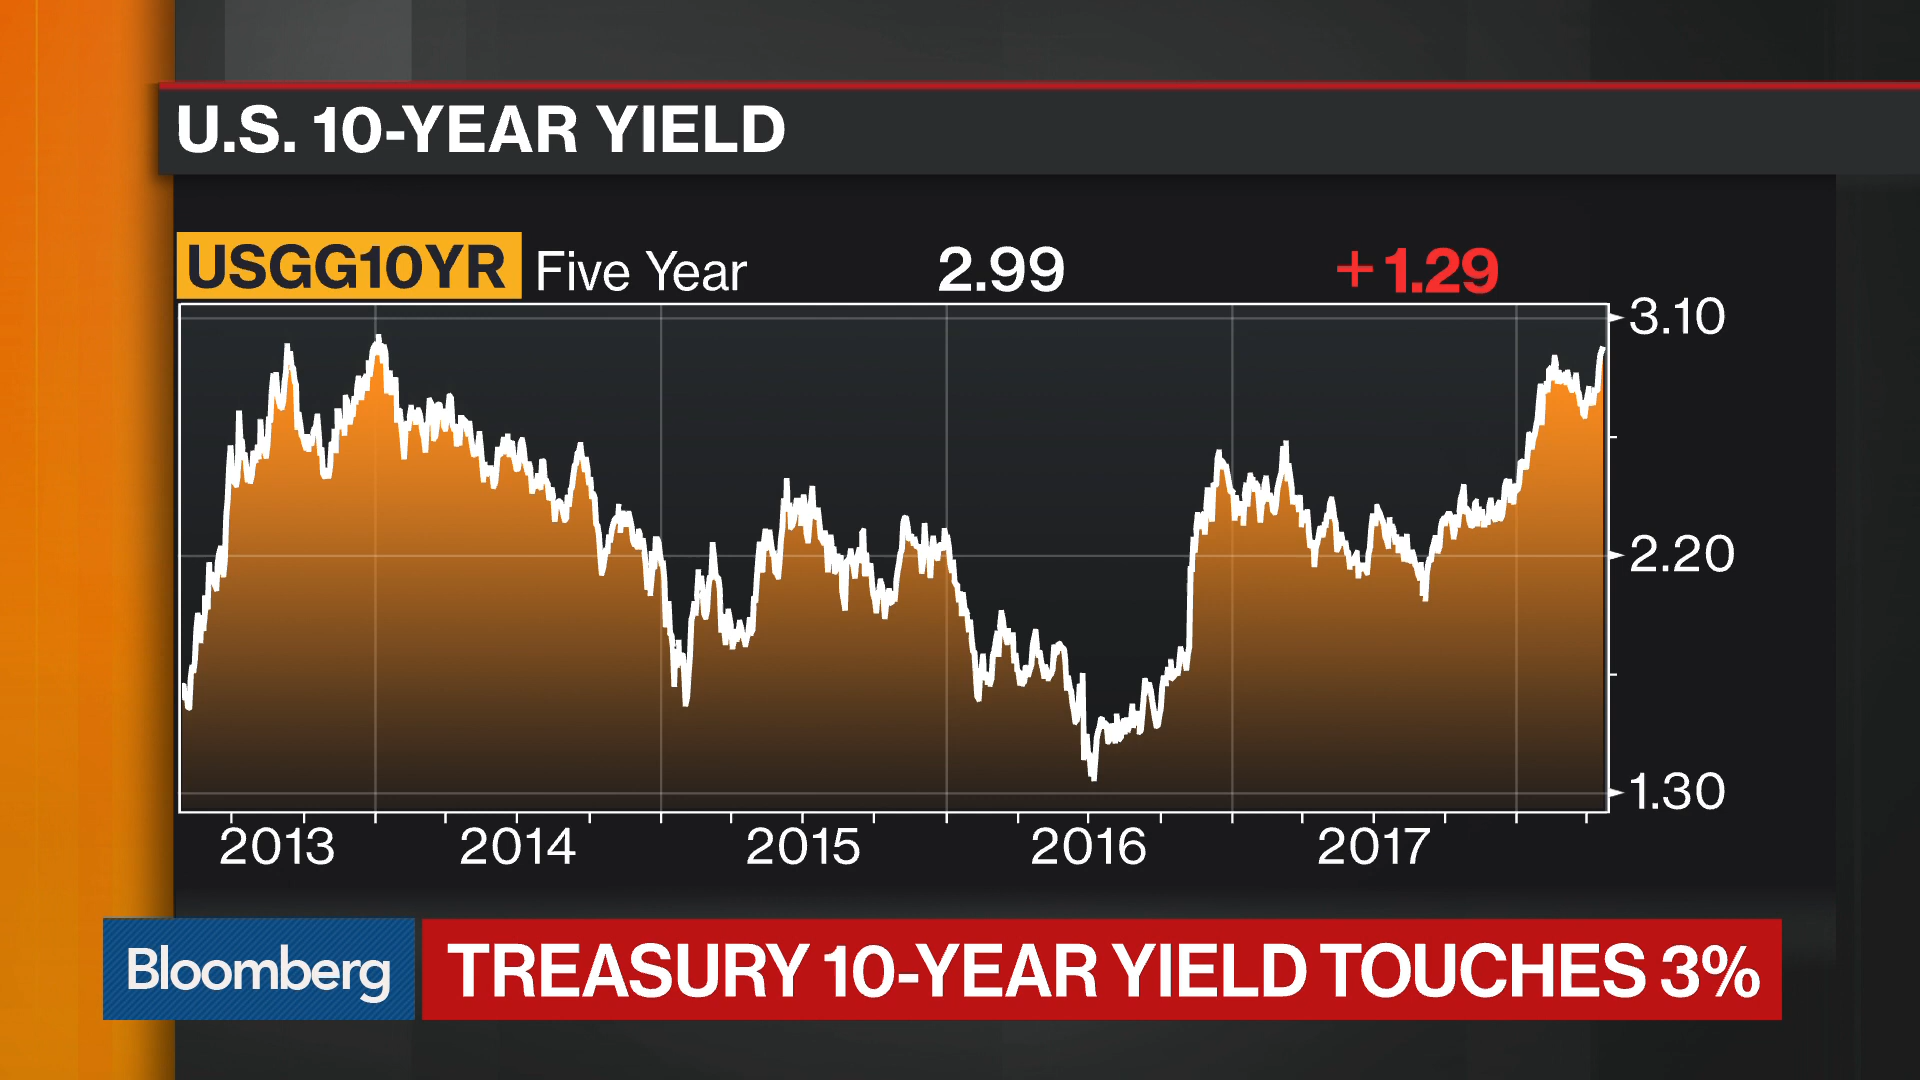 U.S. 10-YEAR YIELD
USGG10YR Five Year 2.99 +1.29
3.10
2.20
1.30
2013 2014 2015 2016 2017
Bloomberg TREASURY 10-YEAR YIELD TOUCHES 3%